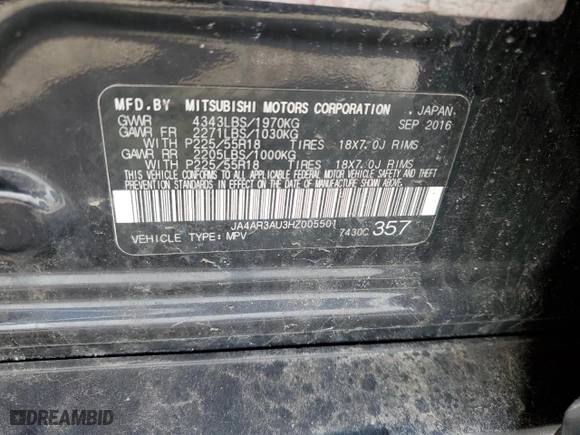 MFD.BY MITSUBISHI MOTORS CORPORATION , JAPAN
GVWR 4343LBS/1970KG SEP 2016
GAWR FR 2271LBS/1030KG
WITH P225/55R18 TIRES 18X7.0J RIMS
GAWR RR 2205LBS/1000KG
WITH P225/55R18 TIRES 18X7.0J RIMS
THIS VEHICLE CONFORMS TO ALL APPLICABLE FEDERAL MOTOR VEHICLE SAFETY AND THEFT
PREVENTION STANDARDS IN EFFECT ON THE DATE OF MANUFACTURE SHOWN ABOVE.
JA4AR3AU3HZ005501
VEHICLE TYPE:MPV 7430C 357
DREAMBID